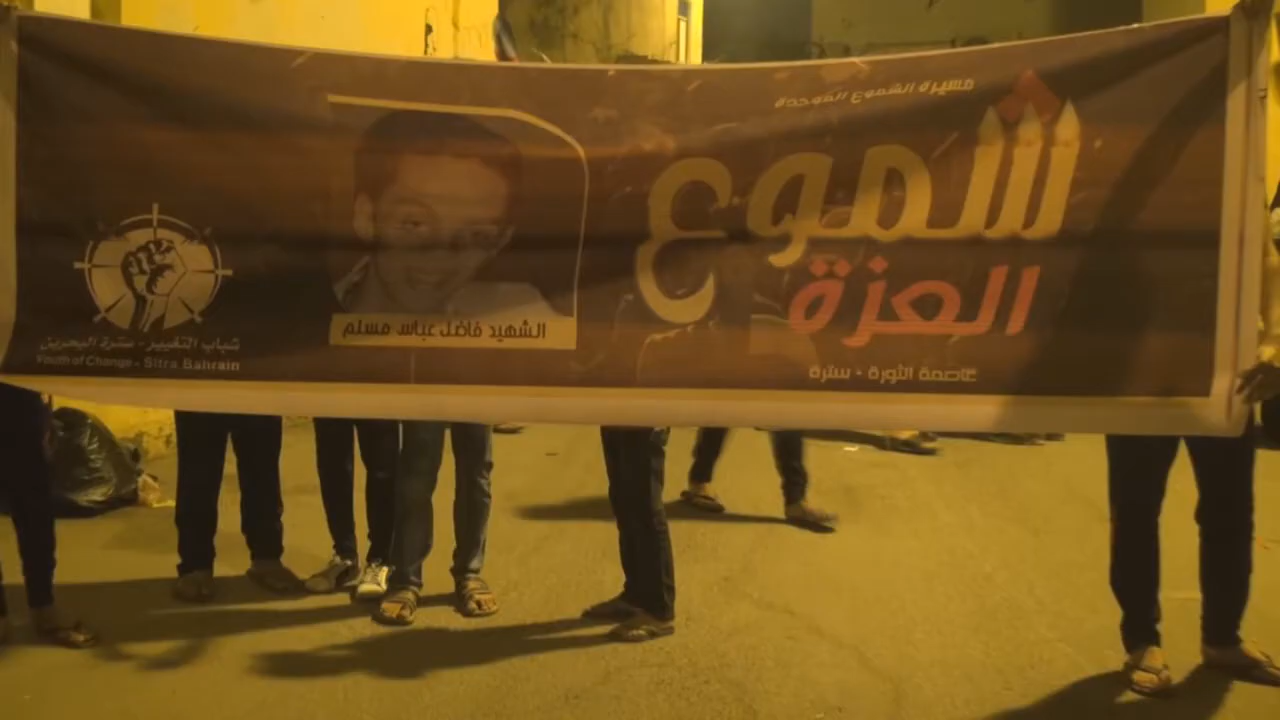 مسيرة الشموع الموحدة
شموع
العزة
عاصمة الثورة - سترة
الشهيد فاضل عباس مسلم
شباب التغيير - سترة البحرين
Youth of Change - Sitra Bahrain